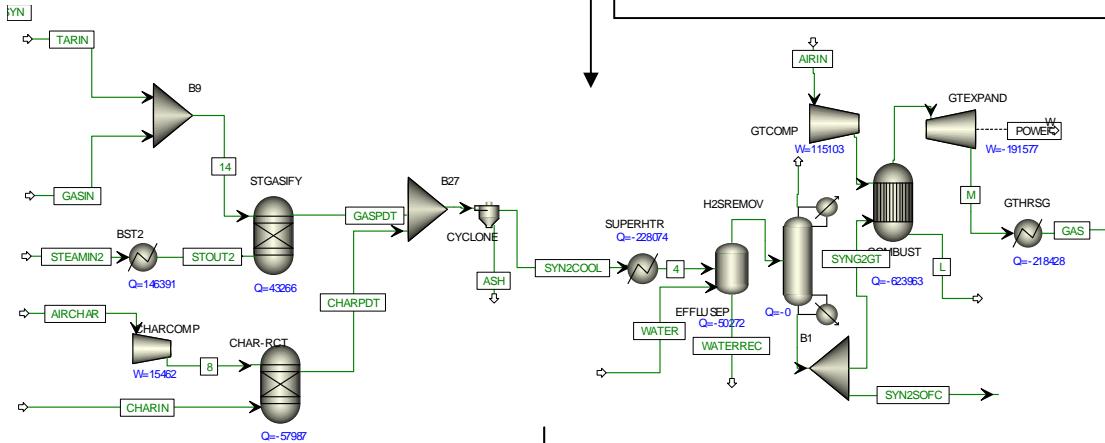 SYN
TARIN
B9
14
GASIN
STGASIFY
BST2
STEAMIN2
STOUT2
Q=146391
Q=43266
AIRCHAR
CHARCOMP
W=15462
8
CHAR-RCT
CHARIN
Q=-57987
GASPDT
CHARPDT
B27
CYCLONE
ASH
SYN2COOL
SUPERHTR
Q=-228074
4
WATER
EFFLUSEP
Q=-50272
WATERREC
H2SREMOV
Q=-0
B1
AIRIN
GTCOMP
W=115103
SYNG2GT
COMBUST
Q=-623963
L
GTEXPAND
W
POWER
W=-191577
M
GTHRSG
GAS
Q=-218428
SYN2SOFC